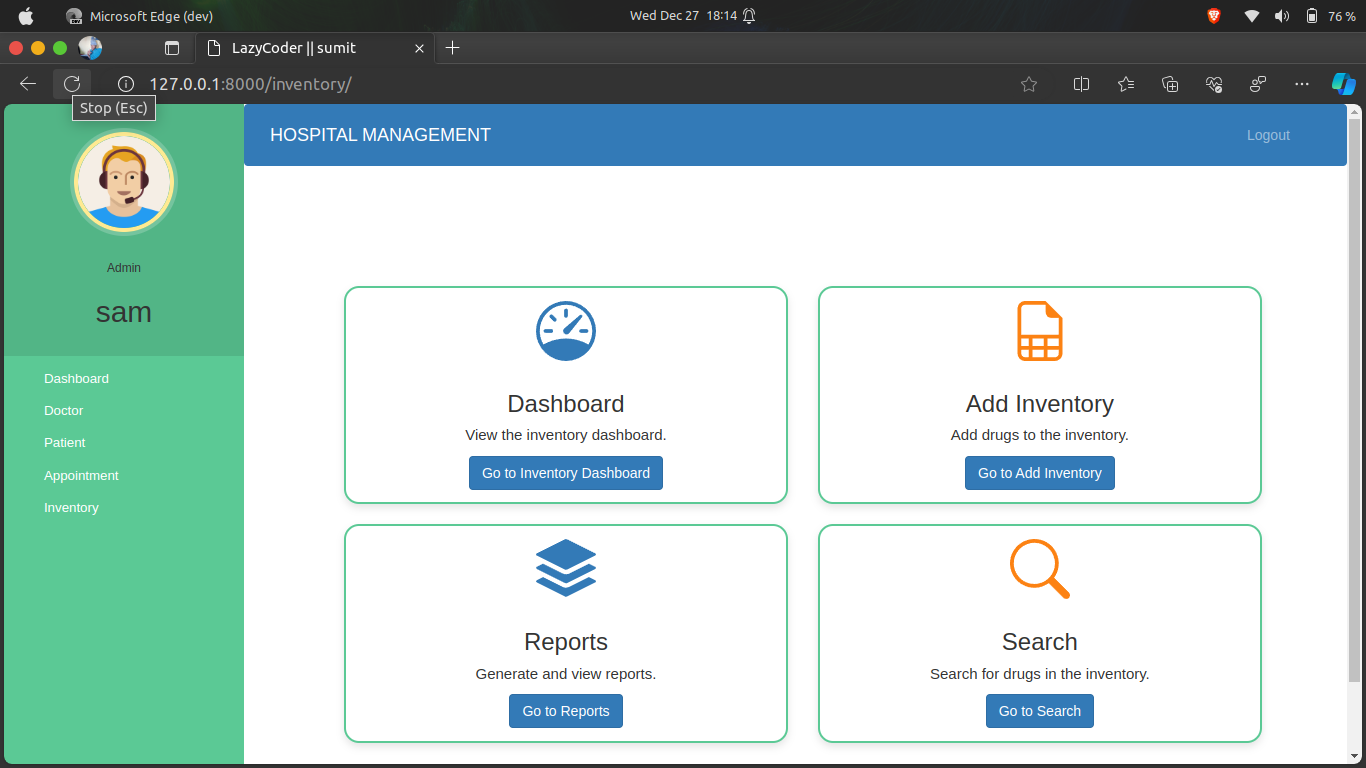 Microsoft Edge (dev)
Wed Dec 27 18:14
76 %
LazyCoder || sumit
127.0.0.1:8000/inventory/
Stop (Esc)
HOSPITAL MANAGEMENT
Logout
Admin
sam
Dashboard
Doctor
Patient
Appointment
Inventory
Dashboard
View the inventory dashboard.
Go to Inventory Dashboard
Add Inventory
Add drugs to the inventory.
Go to Add Inventory
Reports
Generate and view reports.
Go to Reports
Search
Search for drugs in the inventory.
Go to Search